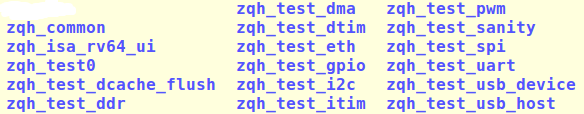 zqh_test_dma zqh_test_pwm
zqh_common zqh_test_dtim zqh_test_sanity
zqh_isa_rv64_ui zqh_test_eth zqh_test_spi
zqh_test0 zqh_test_gpio zqh_test_uart
zqh_test_dcache_flush zqh_test_i2c zqh_test_usb_device
zqh_test_ddr zqh_test_itim zqh_test_usb_host